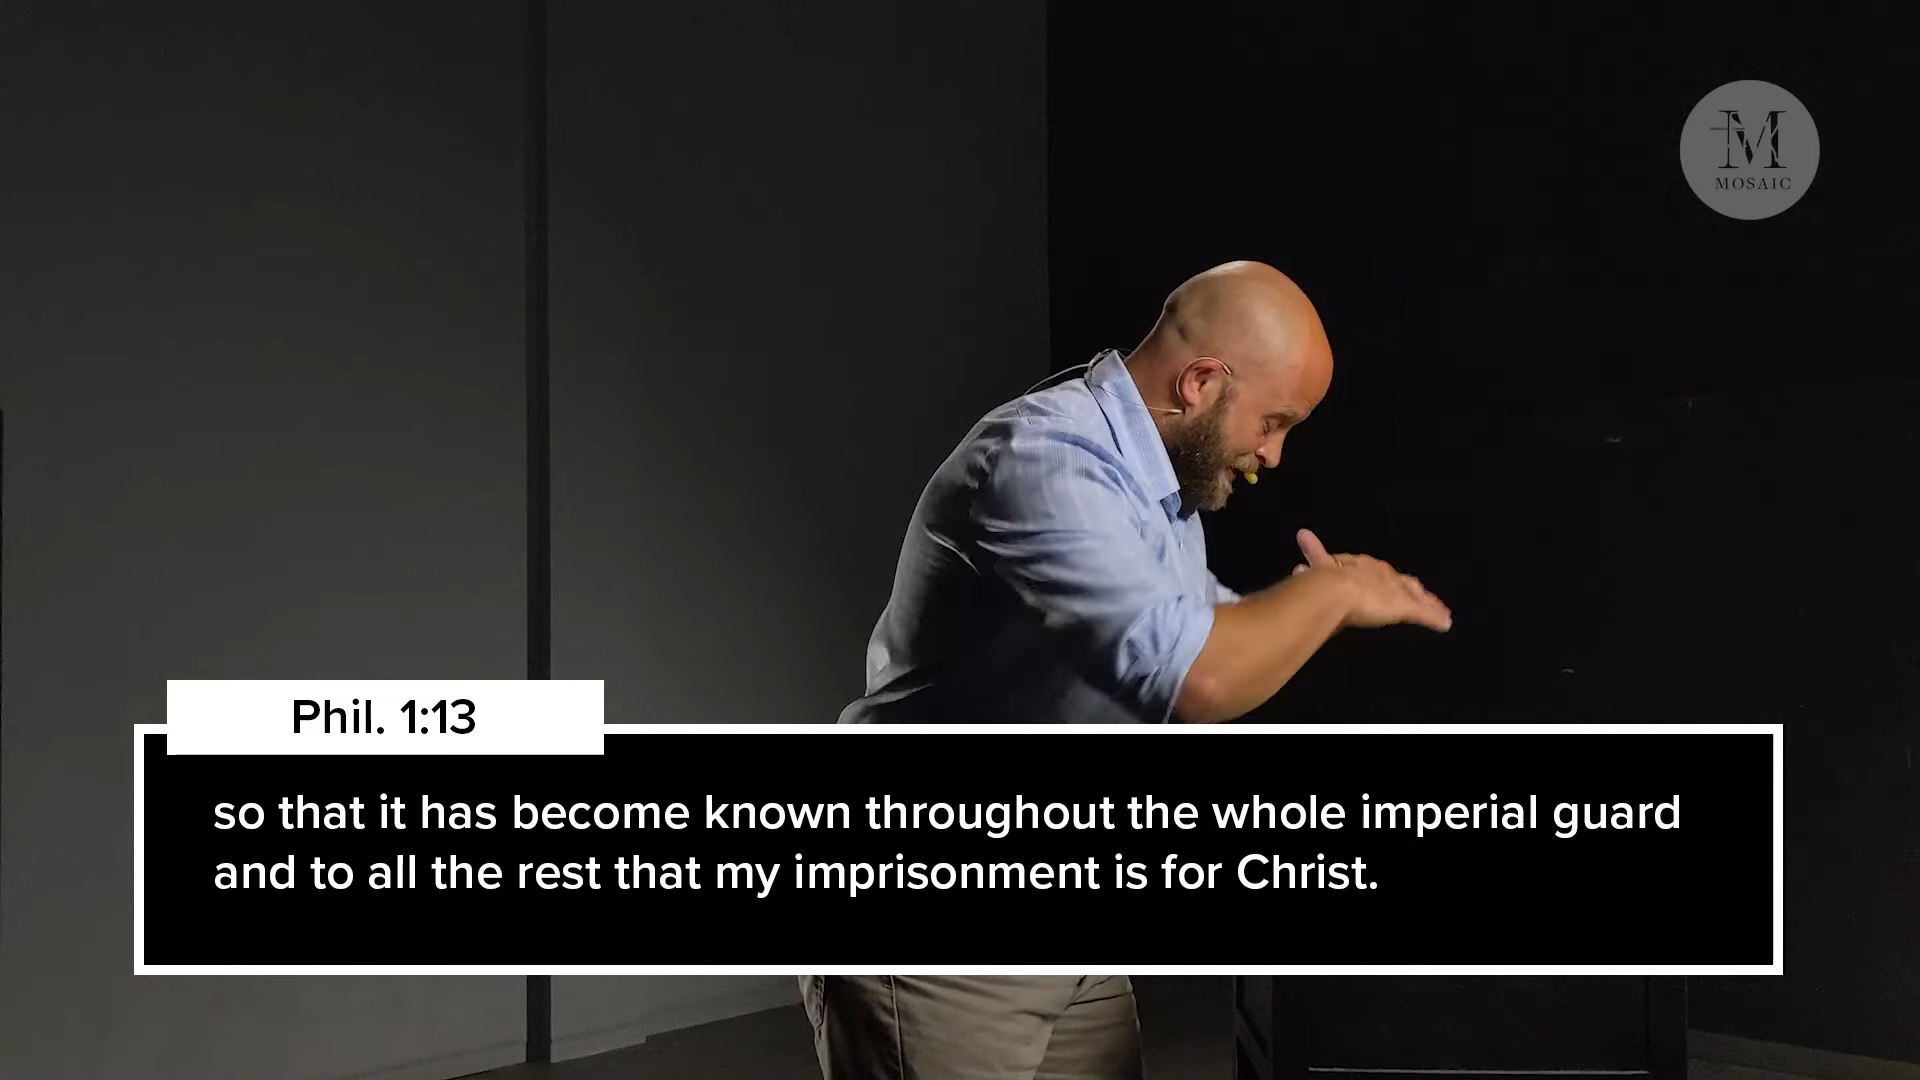 M
MOSAIC
Phil. 1:13
so that it has become known throughout the whole imperial guard
and to all the rest that my imprisonment is for Christ.